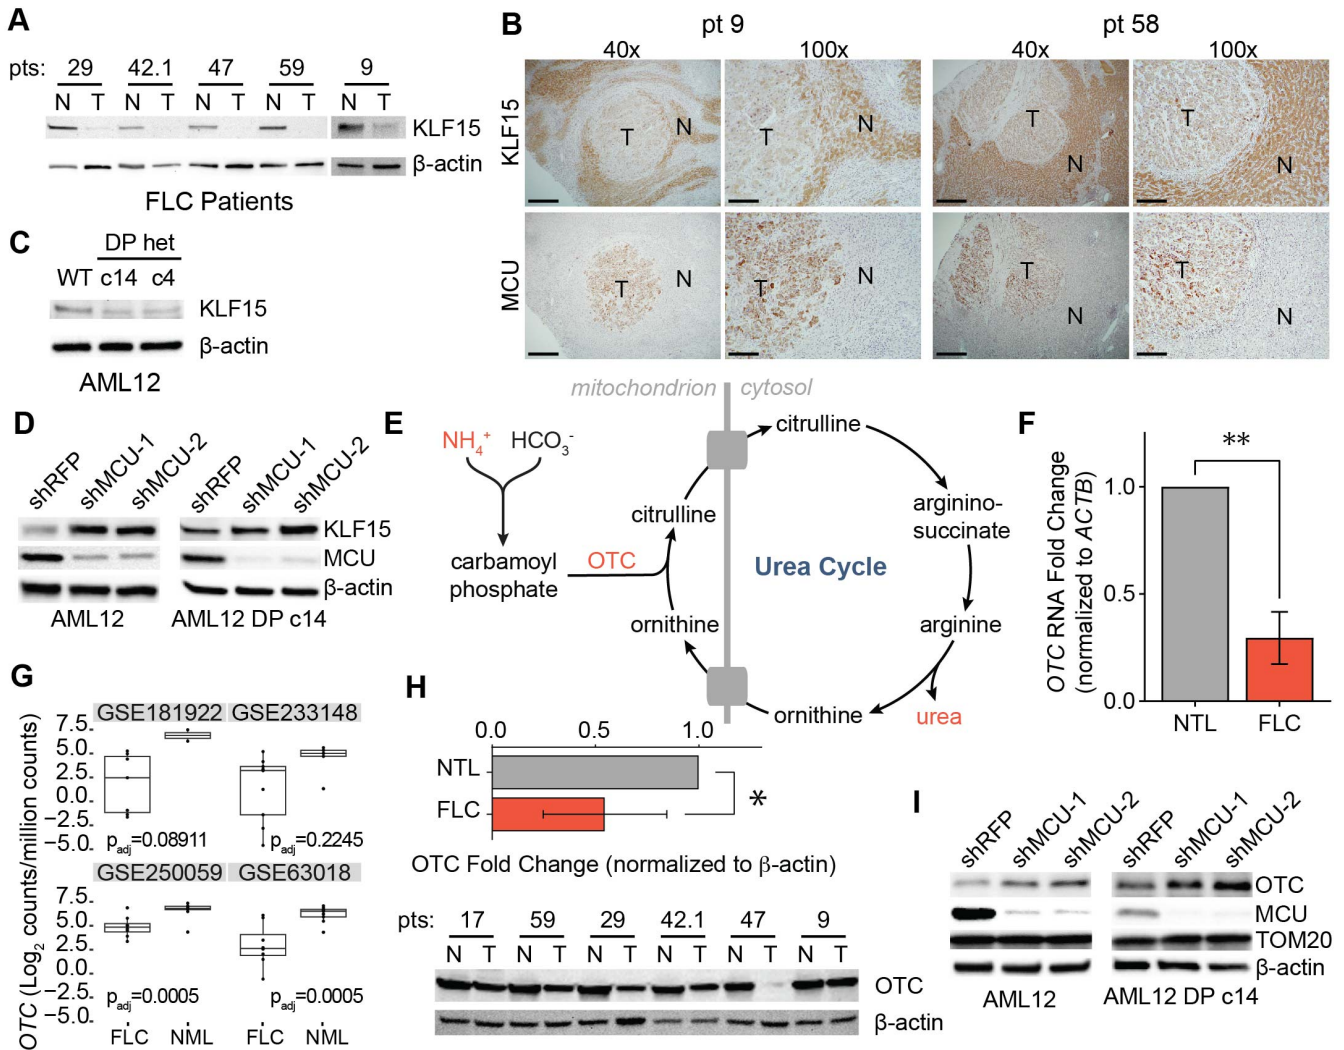 A
pts: 29 42.1 47 59 9
N T N T N T N T N T
KLF15
β-actin
FLC Patients
B
pt 9 pt 58
40x 100x 40x 100x
KLF15
T N T N T N T N
MCU
T N T N T N T N
C
DP het
WT c14 c4
KLF15
β-actin
AML12
D
shRFP shMCU-1 shMCU-2 shRFP shMCU-1 shMCU-2
KLF15
MCU
β-actin
AML12 AML12 DP c14
E
mitochondrion cytosol
NH4+ HCO3-
carbamoyl
phosphate
OTC
citrulline
ornithine
citrulline
arginino-
succinate
Urea Cycle
arginine
ornithine
urea
F
OTC RNA Fold Change
(normalized to ACTB)
1.0
0.5
0.0
**
NTL FLC
G
OTC (Log2 counts/million counts)
GSE181922 GSE233148
7.5
5.0
2.5
0.0
−2.5
−5.0
padj=0.08911 padj=0.2245
GSE250059 GSE63018
7.5
5.0
2.5
0.0
−2.5
−5.0
padj=0.0005 padj=0.0005
FLC NML FLC NML
H
0.0 0.5 1.0
NTL
FLC
*
OTC Fold Change (normalized to β-actin)
pts: 17 59 29 42.1 47 9
N T N T N T N T N T N T
OTC
β-actin
I
shRFP shMCU-1 shMCU-2 shRFP shMCU-1 shMCU-2
OTC
MCU
TOM20
β-actin
AML12 AML12 DP c14